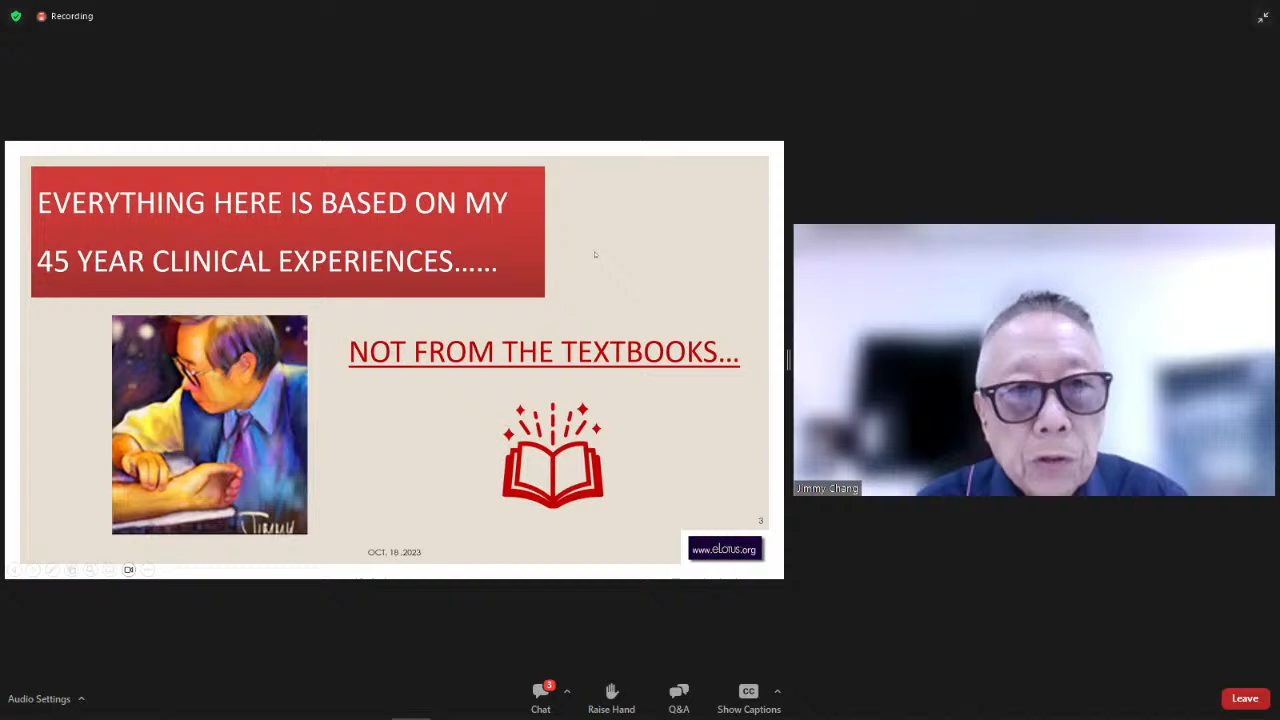 Recording
EVERYTHING HERE IS BASED ON MY
45 YEAR CLINICAL EXPERIENCES......
NOT FROM THE TEXTBOOKS...
Jimmy
3
OCT. 18 .2023
www.eLotus.org
Jimmy Chang
Audio Settings
3
Chat
Raise Hand
Q&A
CC
Show Captions
Leave